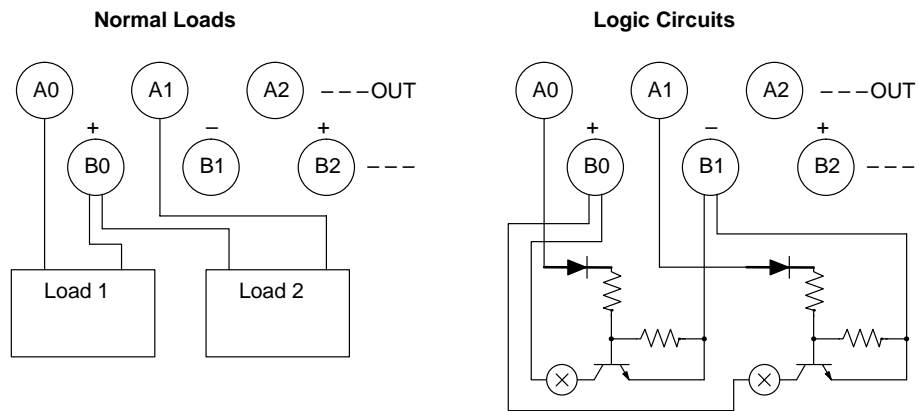 Normal Loads
Logic Circuits
A0 A1 A2 ---OUT
+ − +
B0 B1 B2 ---
Load 1 Load 2
A0 A1 A2 ---OUT
+ − +
B0 B1 B2 ---